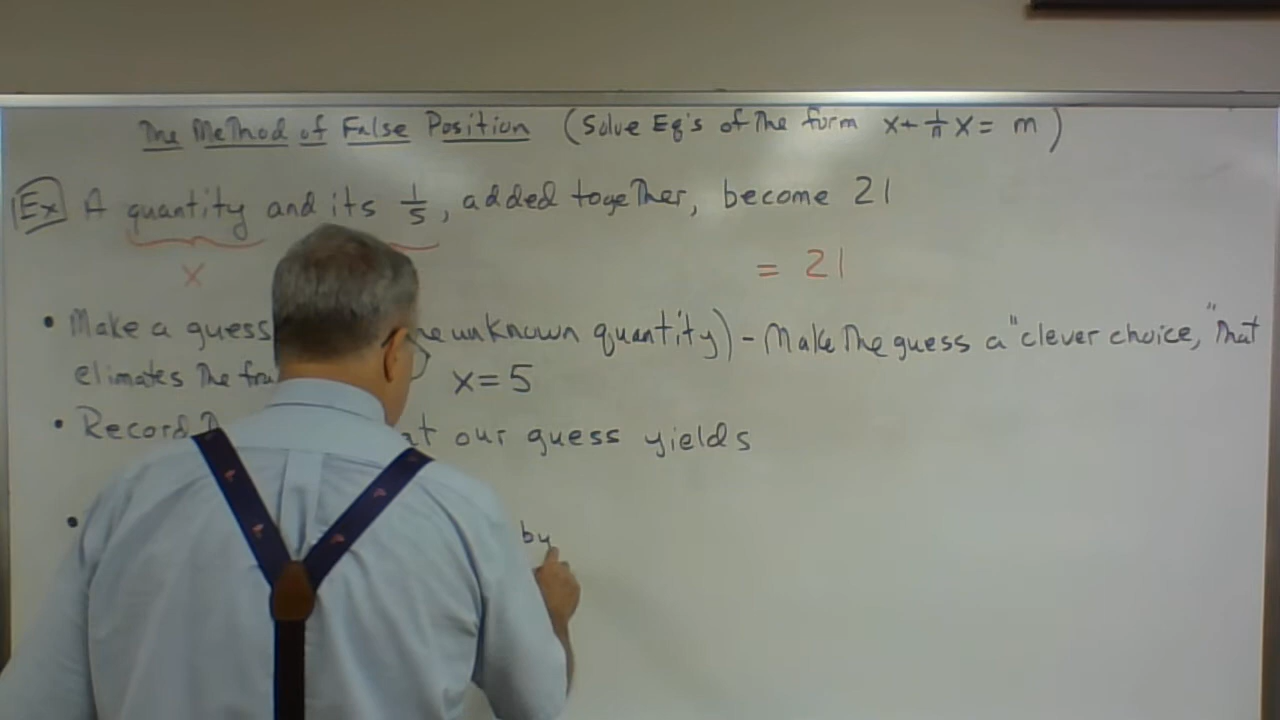 The Method of False Position (Solve Eq's of The form x + 1/n x = m)
Ex A quantity and its 1/5, added together, become 21
x = 21
• Make a guess unknown quantity) - Make The guess a "clever choice," That
elimates The x = 5
• Record our guess yields
• by